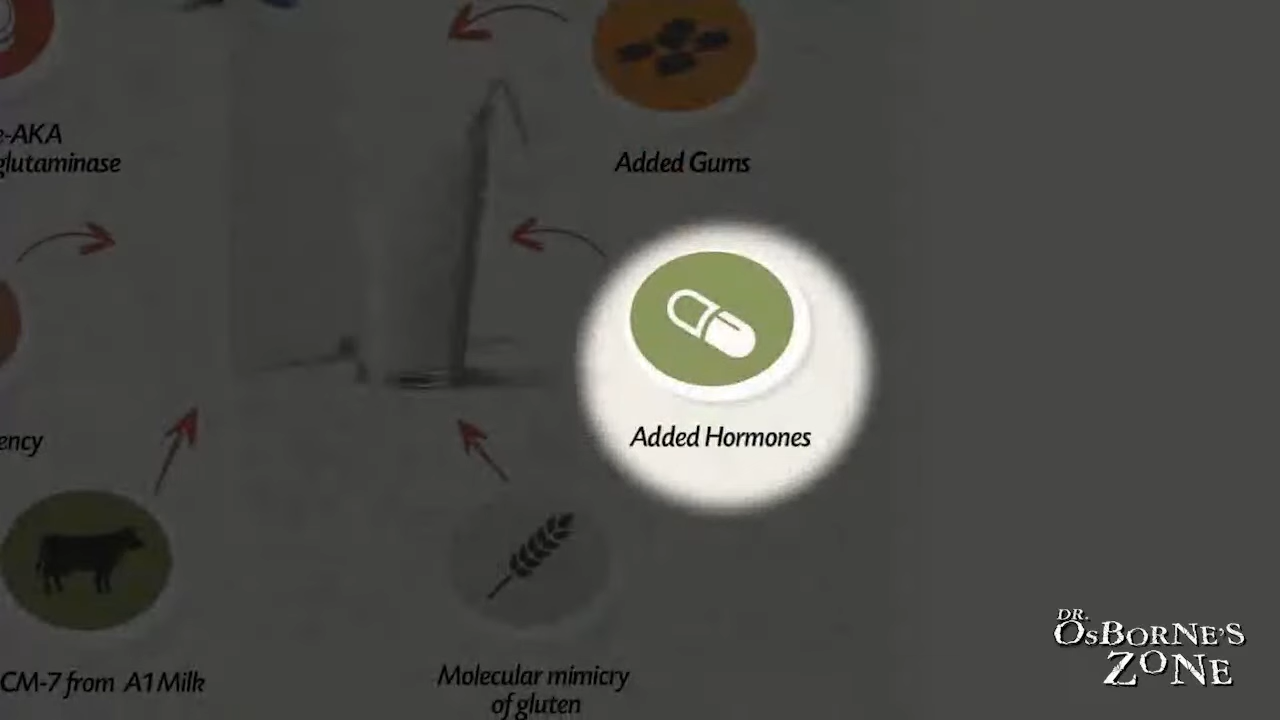 e-AKA
glutaminase
Added Gums
Added Hormones
ency
CM-7 from A1 Milk
Molecular mimicry
of gluten
DR.
OSBORNE'S
ZONE